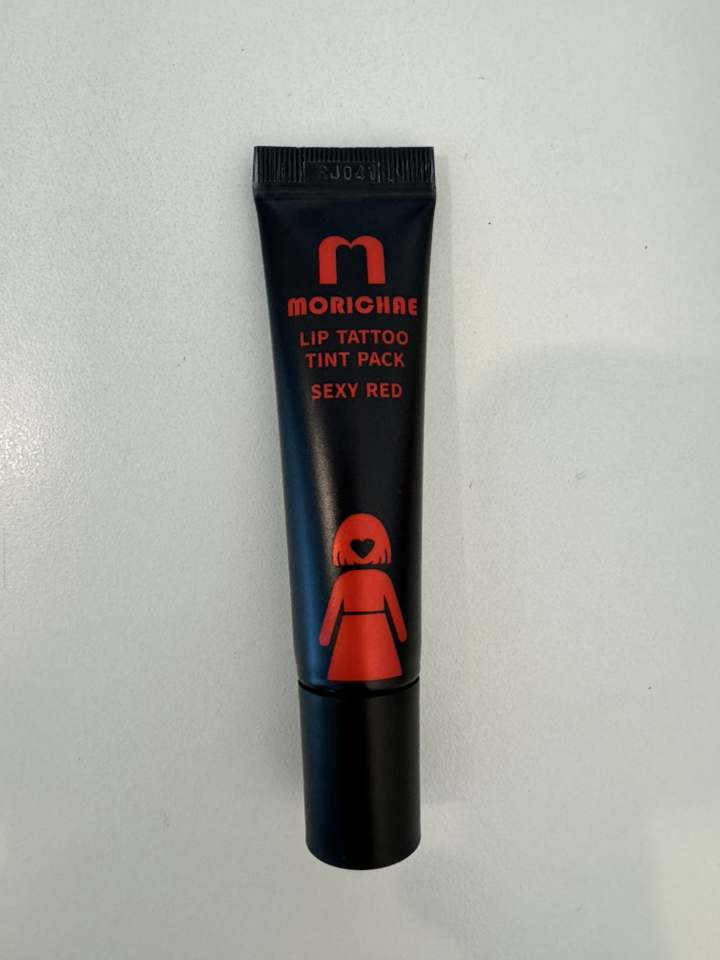 m
MORICHAE
LIP TATTOO
TINT PACK
SEXY RED